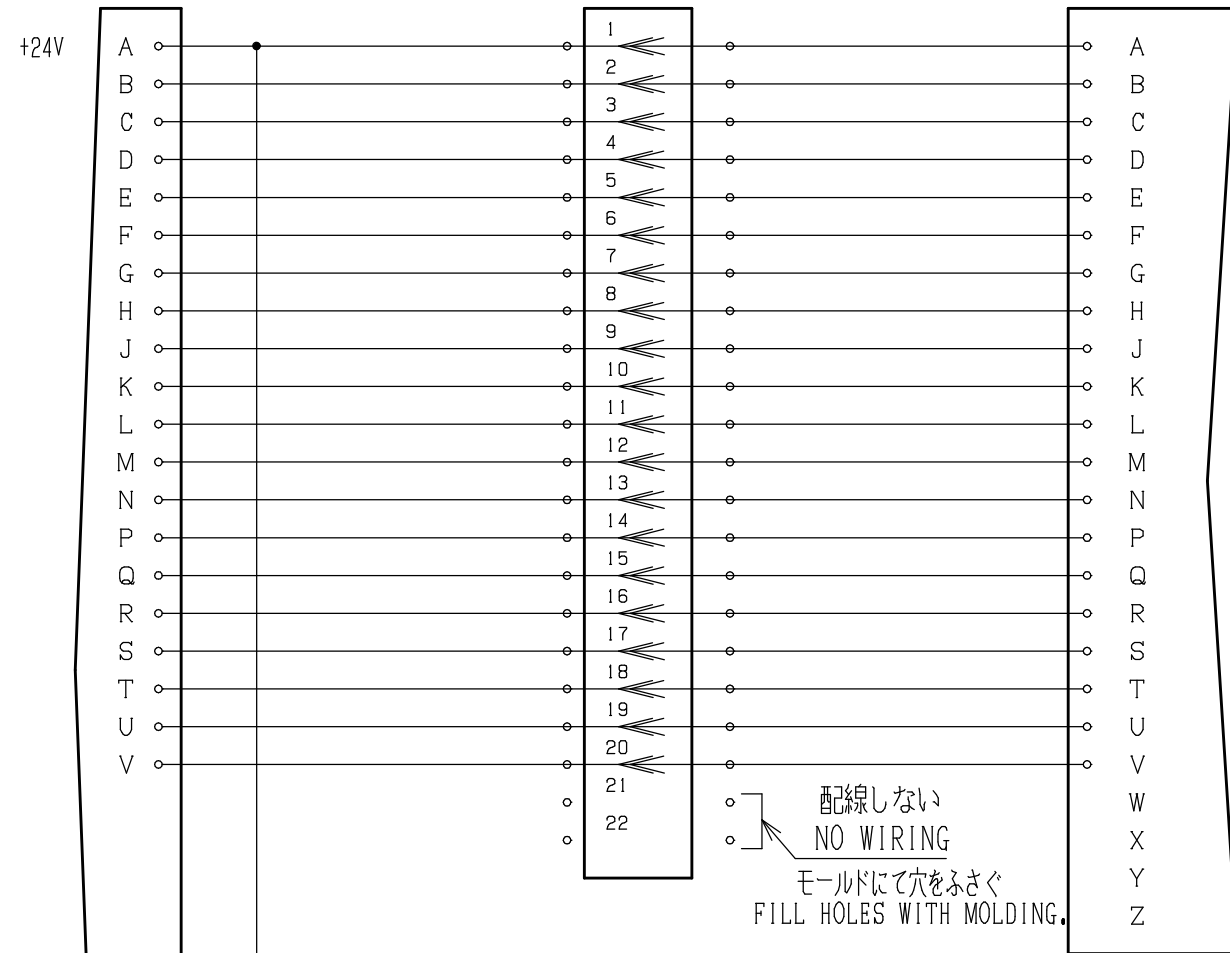 +24V A 1 A
B 2 B
C 3 C
D 4 D
E 5 E
F 6 F
G 7 G
H 8 H
J 9 J
K 10 K
L 11 L
M 12 M
N 13 N
P 14 P
Q 15 Q
R 16 R
S 17 S
T 18 T
U 19 U
V 20 V
21 配線しない W
22 NO WIRING X
モールドにて穴をふさぐ Y
FILL HOLES WITH MOLDING. Z